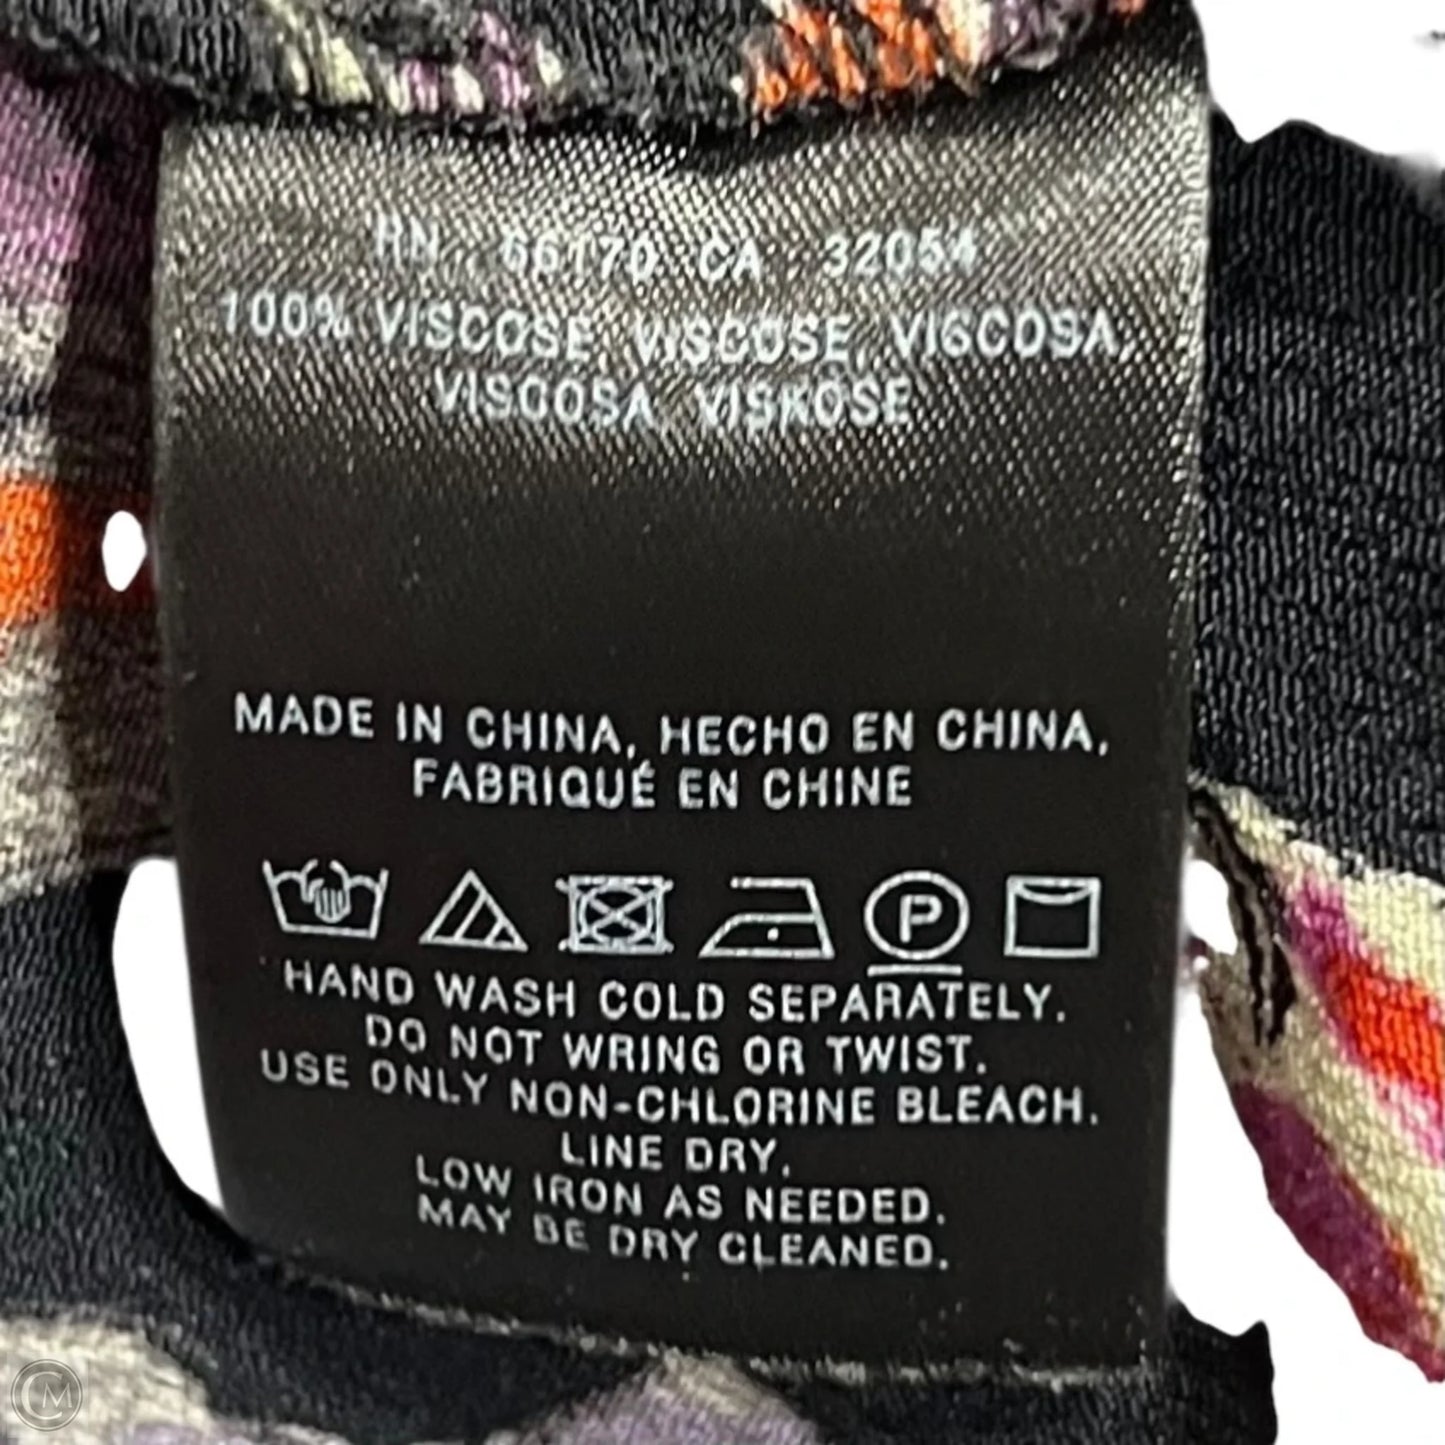 RN 66170 CA 32054
100% VISCOSE, VISCOSE, VISCOSA,
VISCOSA, VISKOSE
MADE IN CHINA, HECHO EN CHINA,
FABRIQUÉ EN CHINE
P
HAND WASH COLD SEPARATELY.
DO NOT WRING OR TWIST.
USE ONLY NON-CHLORINE BLEACH.
LINE DRY.
LOW IRON AS NEEDED.
MAY BE DRY CLEANED.
CM